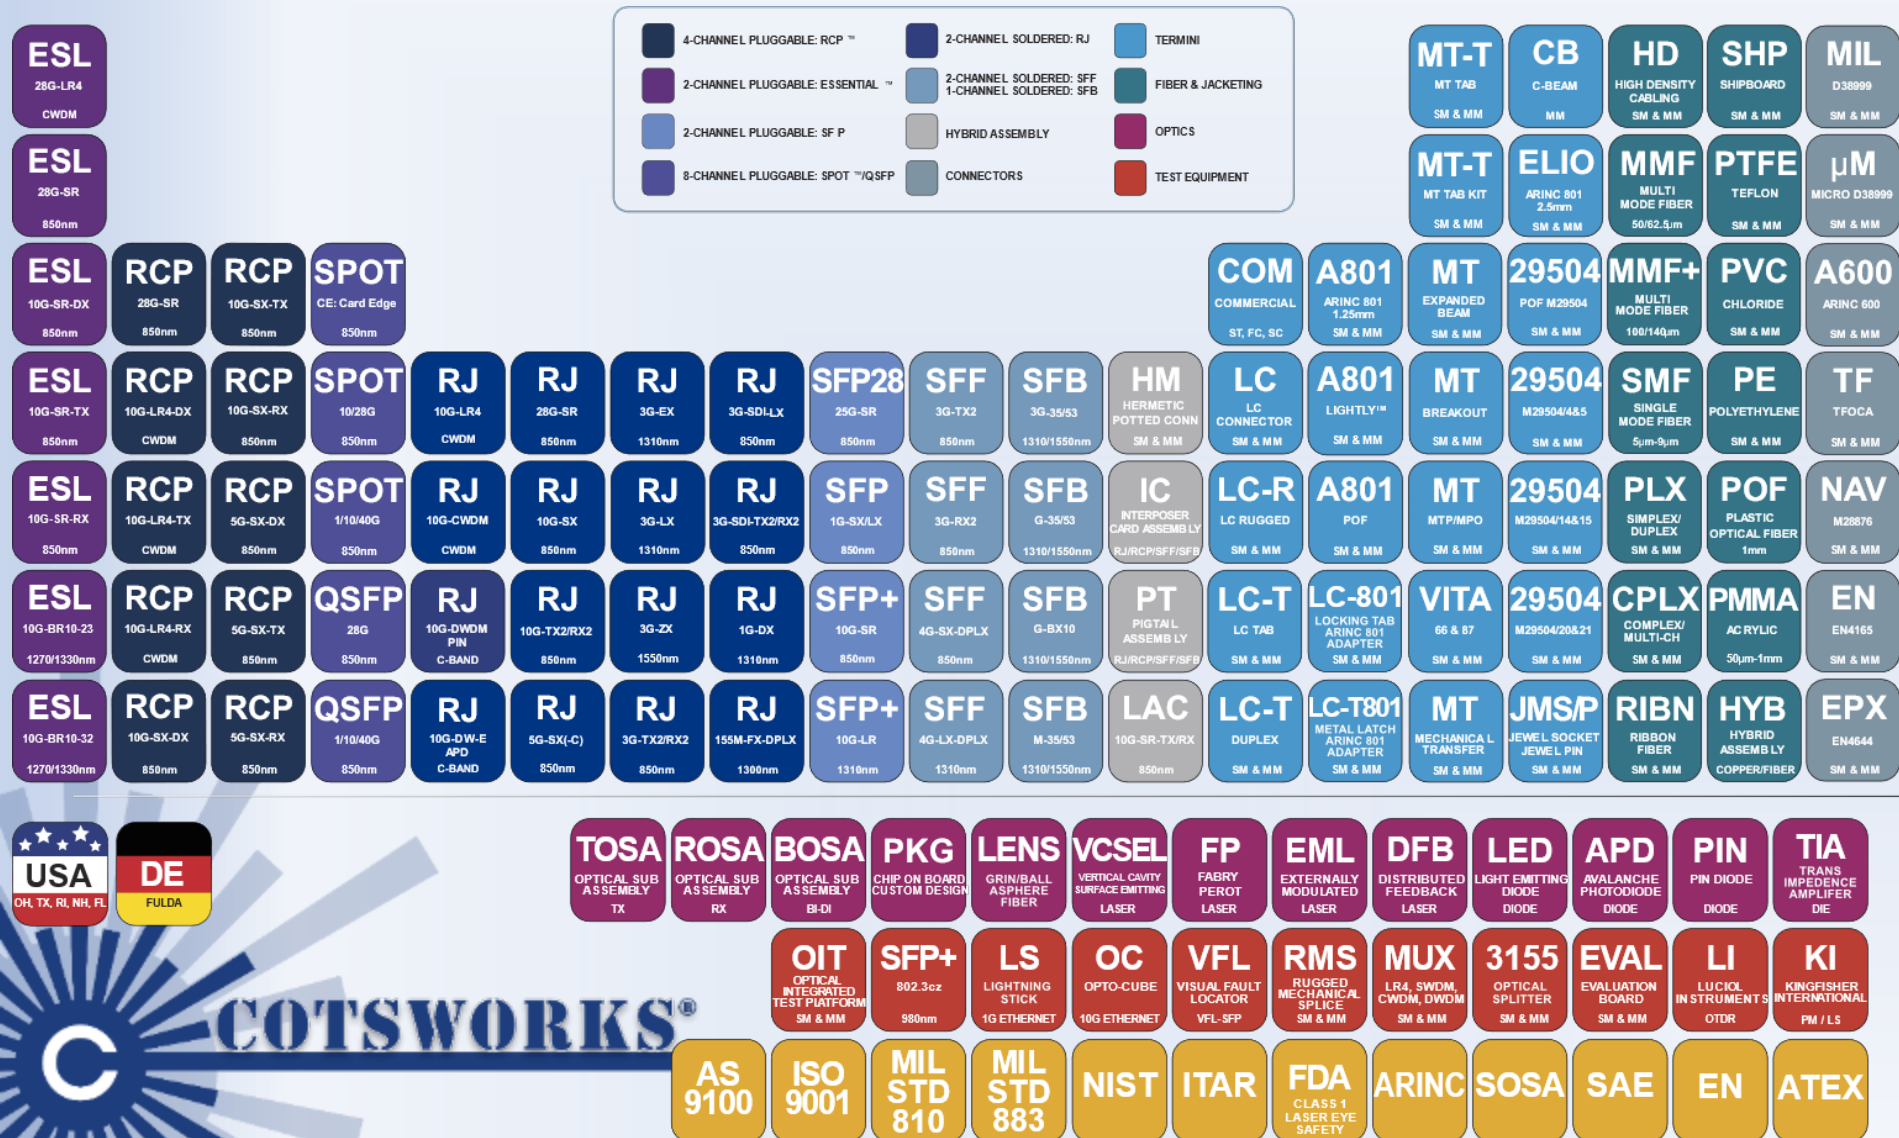 4-CHANNEL PLUGGABLE: RCP ™
2-CHANNEL SOLDERED: RJ
TERMINI
2-CHANNEL PLUGGABLE: ESSENTIAL ™
2-CHANNEL SOLDERED: SFF
1-CHANNEL SOLDERED: SFB
FIBER & JACKETING
2-CHANNEL PLUGGABLE: SF P
HYBRID ASSEMBLY
OPTICS
8-CHANNEL PLUGGABLE: SPOT ™/QSFP
CONNECTORS
TEST EQUIPMENT
ESL
28G-LR4
CWDM
MT-T
MT TAB
SM & MM
CB
C-BEAM
MM
HD
HIGH DENSITY
CABLING
SM & MM
SHP
SHIPBOARD
SM & MM
MIL
D38999
SM & MM
ESL
28G-SR
850nm
MT-T
MT TAB KIT
SM & MM
ELIO
ARINC 801
2.5mm
SM & MM
MMF
MULTI
MODE FIBER
50/62.5µm
PTFE
TEFLON
SM & MM
µM
MICRO D38999
SM & MM
ESL
10G-SR-DX
850nm
RCP
28G-SR
850nm
RCP
10G-SX-TX
850nm
SPOT
CE: Card Edge
850nm
COM
COMMERCIAL
ST, FC, SC
A801
ARINC 801
1.25mm
SM & MM
MT
EXPANDED
BEAM
SM & MM
29504
POF M29504
SM & MM
MMF+
MULTI
MODE FIBER
100/140µm
PVC
CHLORIDE
SM & MM
A600
ARINC 600
SM & MM
ESL
10G-SR-TX
850nm
RCP
10G-LR4-DX
CWDM
RCP
10G-SX-RX
850nm
SPOT
10/28G
850nm
RJ
10G-LR4
CWDM
RJ
28G-SR
850nm
RJ
3G-EX
1310nm
RJ
3G-SDI-LX
850nm
SFP28
25G-SR
850nm
SFF
3G-TX2
850nm
SFB
3G-35/53
1310/1550nm
HM
HERMETIC
POTTED CONN
SM & MM
LC
LC
CONNECTOR
SM & MM
A801
LIGHTLY™
SM & MM
MT
BREAKOUT
SM & MM
29504
M29504/4&5
SM & MM
SMF
SINGLE
MODE FIBER
5µm-9µm
PE
POLYETHYLENE
SM & MM
TF
TFOCA
SM & MM
ESL
10G-SR-RX
850nm
RCP
10G-LR4-TX
CWDM
RCP
5G-SX-DX
850nm
SPOT
1/10/40G
850nm
RJ
10G-CWDM
CWDM
RJ
10G-SX
850nm
RJ
3G-LX
1310nm
RJ
3G-SDI-TX2/RX2
850nm
SFP
1G-SX/LX
850nm
SFF
3G-RX2
850nm
SFB
G-35/53
1310/1550nm
IC
INTERPOSER
CARD ASSEMBLY
RJ/RCP/SFF/SFB
LC-R
LC RUGGED
SM & MM
A801
POF
SM & MM
MT
MTP/MPO
SM & MM
29504
M29504/14&15
SM & MM
PLX
SIMPLEX/
DUPLEX
SM & MM
POF
PLASTIC
OPTICAL FIBER
1mm
NAV
M28876
SM & MM
ESL
10G-BR10-23
1270/1330nm
RCP
10G-LR4-RX
CWDM
RCP
5G-SX-TX
850nm
QSFP
28G
850nm
RJ
10G-DWDM
PIN
C-BAND
RJ
10G-TX2/RX2
850nm
RJ
3G-ZX
1550nm
RJ
1G-DX
1310nm
SFP+
10G-SR
850nm
SFF
4G-SX-DPLX
850nm
SFB
G-BX10
1310/1550nm
PT
PIGTAIL
ASSEMBLY
RJ/RCP/SFF/SFB
LC-T
LC TAB
SM & MM
LC-801
LOCKING TAB
ARINC 801
ADAPTER
SM & MM
VITA
66 & 87
SM & MM
29504
M29504/20&21
SM & MM
CPLX
COMPLEX/
MULTI-CH
SM & MM
PMMA
ACRYLIC
50µm-1mm
EN
EN4165
SM & MM
ESL
10G-BR10-32
1270/1330nm
RCP
10G-SX-DX
850nm
RCP
5G-SX-RX
850nm
QSFP
1/10/40G
850nm
RJ
10G-DW-E
APD
C-BAND
RJ
5G-SX(-C)
850nm
RJ
3G-TX2/RX2
850nm
RJ
155M-FX-DPLX
1300nm
SFP+
10G-LR
1310nm
SFF
4G-LX-DPLX
1310nm
SFB
M-35/53
1310/1550nm
LAC
10G-SR-TX/RX
850nm
LC-T
DUPLEX
SM & MM
LC-T801
METAL LATCH
ARINC 801
ADAPTER
SM & MM
MT
MECHANICAL
TRANSFER
SM & MM
JMS/P
JEWEL SOCKET
JEWEL PIN
SM & MM
RIBN
RIBBON
FIBER
SM & MM
HYB
HYBRID
ASSEMBLY
COPPER/FIBER
EPX
EN4644
SM & MM
USA
OH, TX, RI, NH, FL
DE
FULDA
TOSA
OPTICAL SUB
ASSEMBLY
TX
ROSA
OPTICAL SUB
ASSEMBLY
RX
BOSA
OPTICAL SUB
ASSEMBLY
BI-DI
PKG
CHIP ON BOARD
CUSTOM DESIGN
LENS
GRIN/BALL
ASPHERE
FIBER
VCSEL
VERTICAL CAVITY
SURFACE EMITTING
LASER
FP
FABRY
PEROT
LASER
EML
EXTERNALLY
MODULATED
LASER
DFB
DISTRIBUTED
FEEDBACK
LASER
LED
LIGHT EMITTING
DIODE
DIODE
APD
AVALANCHE
PHOTODIODE
DIODE
PIN
PIN DIODE
DIODE
TIA
TRANS
IMPEDENCE
AMPLIFER
DIE
OIT
OPTICAL
INTEGRATED
TEST PLATFORM
SM & MM
SFP+
802.3cz
980nm
LS
LIGHTNING
STICK
1G ETHERNET
OC
OPTO-CUBE
10G ETHERNET
VFL
VISUAL FAULT
LOCATOR
VFL-SFP
RMS
RUGGED
MECHANICAL
SPLICE
SM & MM
MUX
LR4, SWDM,
CWDM, DWDM
SM & MM
3155
OPTICAL
SPLITTER
SM & MM
EVAL
EVALUATION
BOARD
SM & MM
LI
LUCIOL
INSTRUMENTS
OTDR
KI
KINGFISHER
INTERNATIONAL
PM / LS
COTSWORKS®
C
AS
9100
ISO
9001
MIL
STD
810
MIL
STD
883
NIST
ITAR
FDA
CLASS 1
LASER EYE
SAFETY
ARINC
SOSA
SAE
EN
ATEX